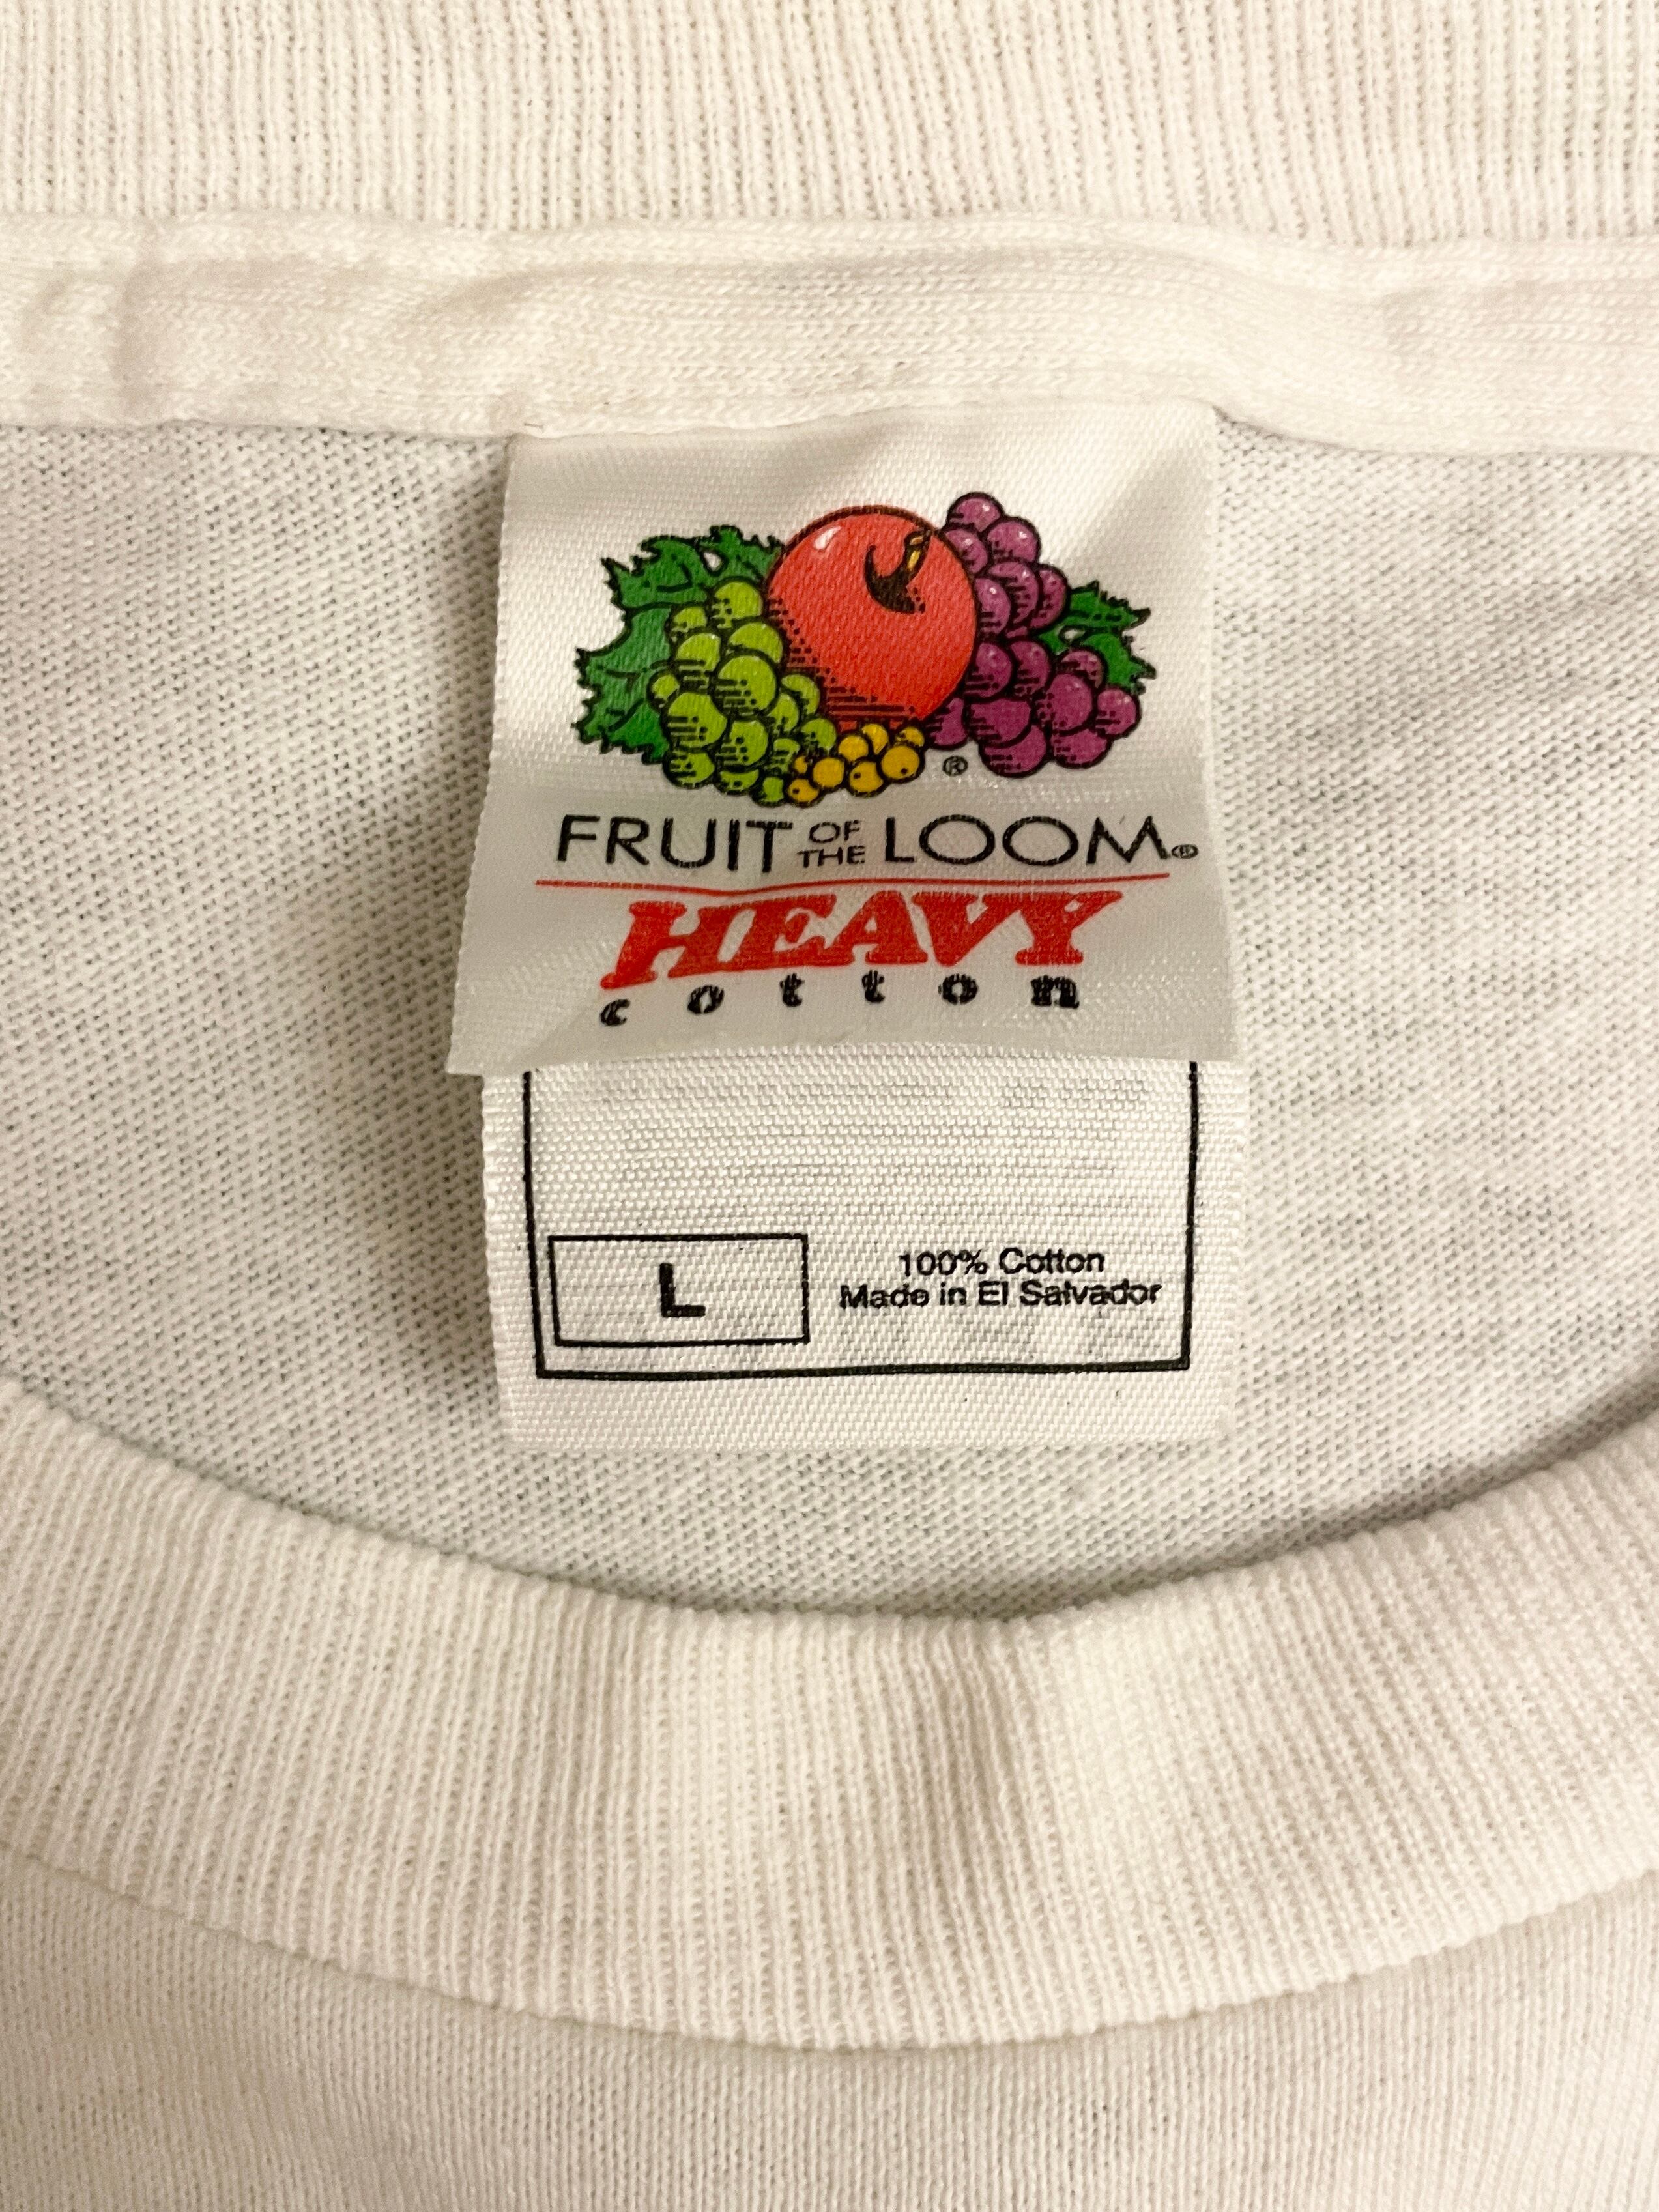 ®
FRUIT OF THE LOOM®
HEAVY
cotton
L
100% Cotton
Made in El Salvador